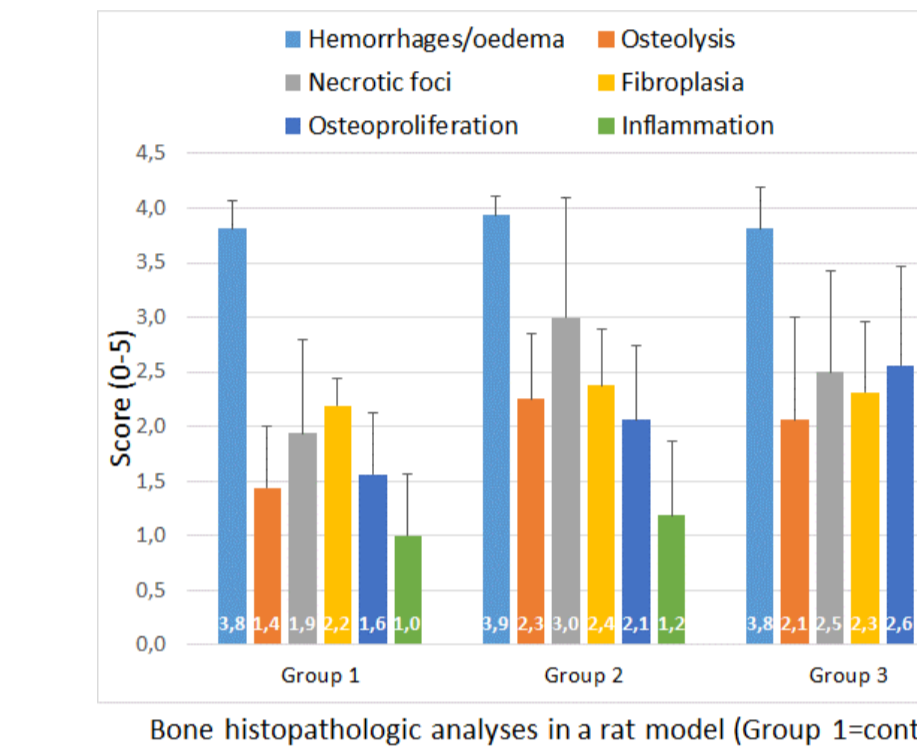 Hemorrhages/oedema Osteolysis
Necrotic foci Fibroplasia
Osteoproliferation Inflammation
4,5
4,0
3,5
3,0
2,5
2,0
1,5
1,0
0,5
0,0
Score (0-5)
3,8 1,4 1,9 2,2 1,6 1,0 3,9 2,3 3,0 2,4 2,1 1,2 3,8 2,1 2,5 2,3 2,6
Group 1 Group 2 Group 3
Bone histopathologic analyses in a rat model (Group 1=cont